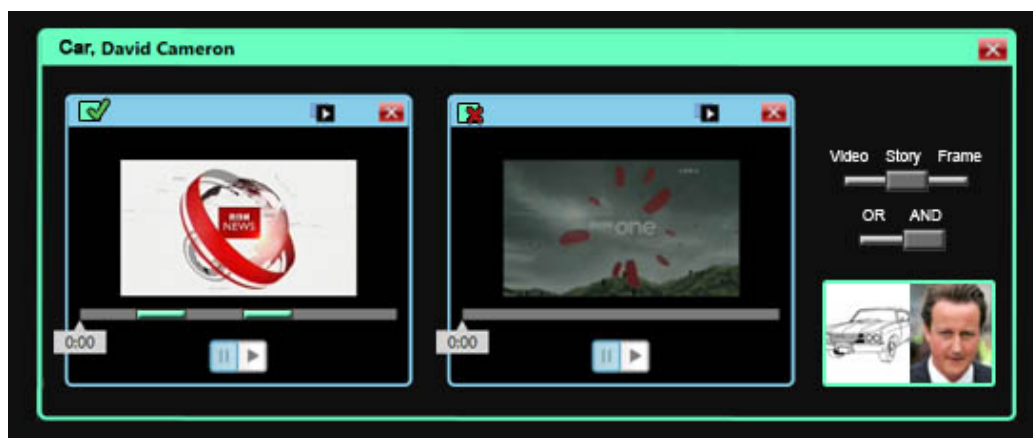 Car, David Cameron
BBC
NEWS
one
0:00
0:00
Video Story Frame
OR AND